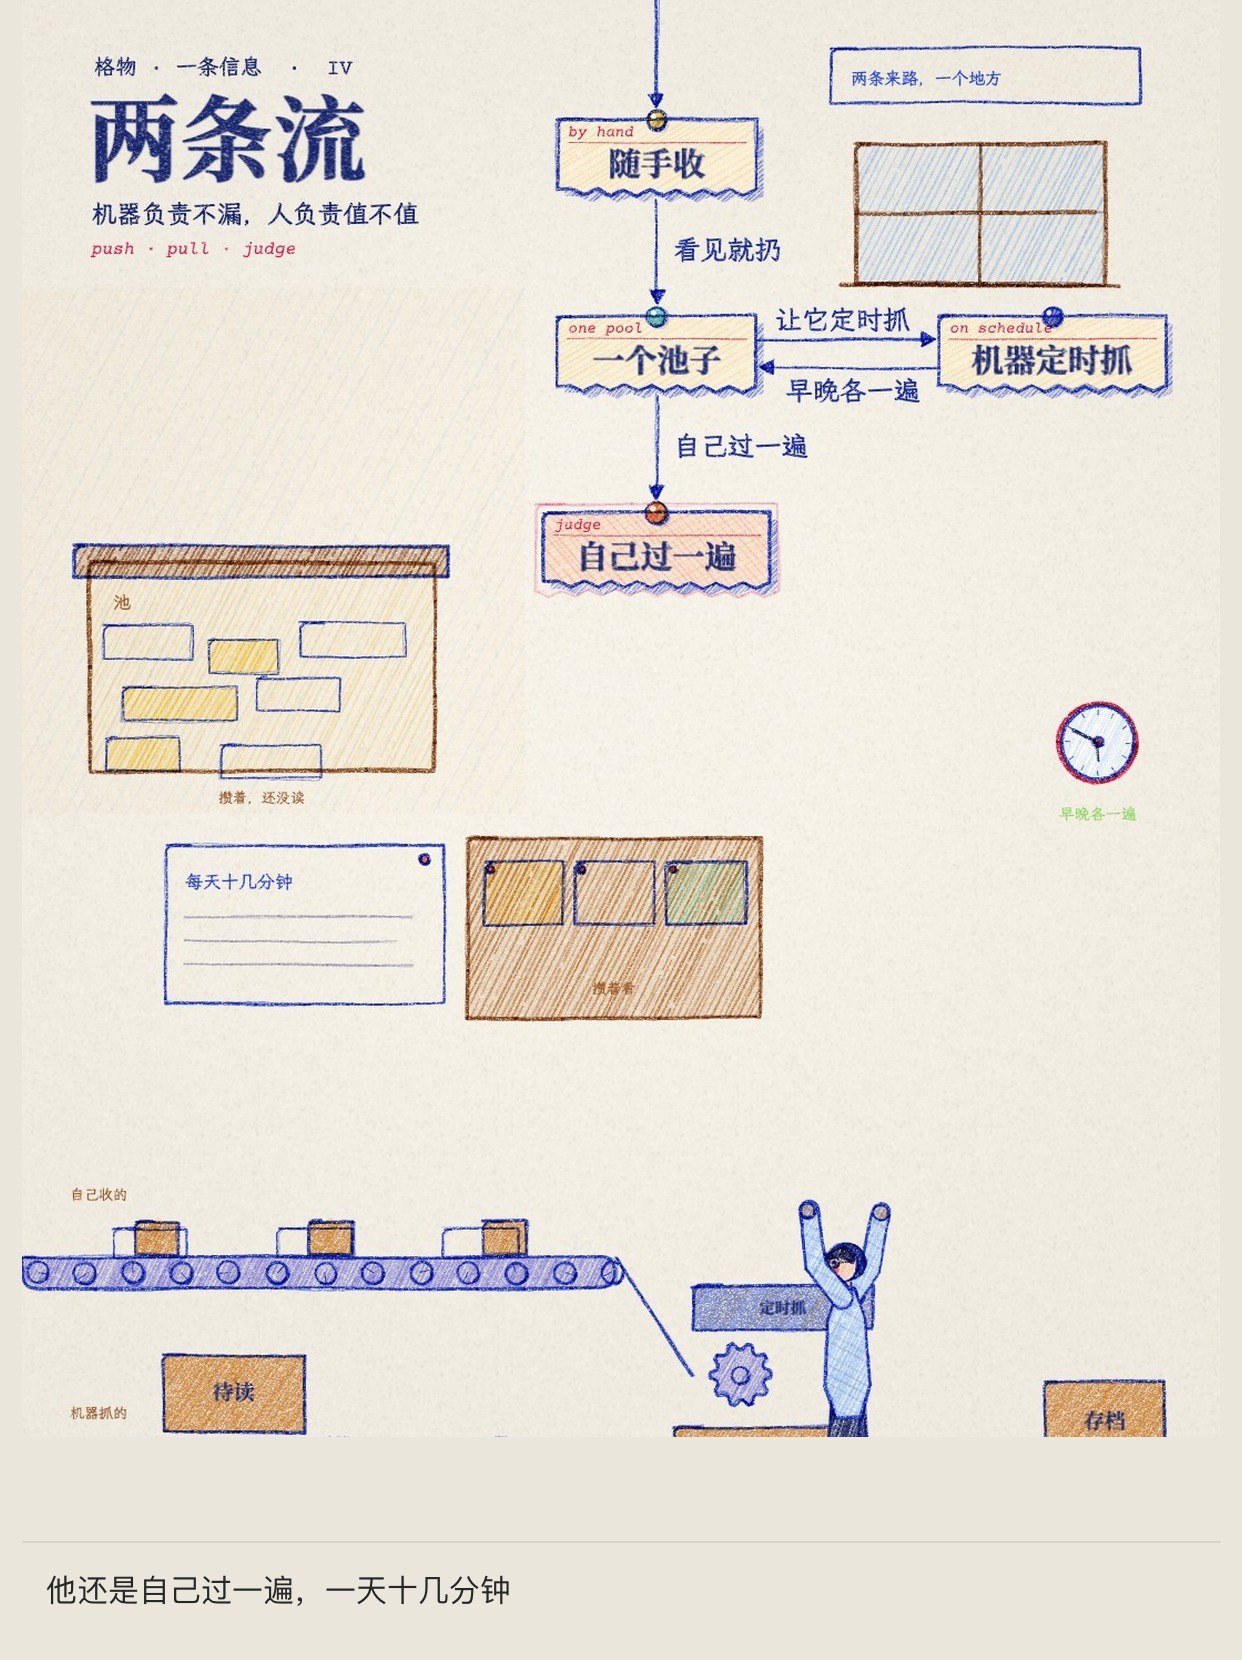 格物 · 一条信息 · IV
两条流
机器负责不漏，人负责值不值
push · pull · judge
两条来路，一个地方
by hand
随手收
看见就扔
one pool
一个池子
让它定时抓
早晚各一遍
on schedule
机器定时抓
自己过一遍
judge
自己过一遍
池
攒着，还没读
早晚各一遍
每天十几分钟
攒着看
自己收的
定时抓
待读
机器抓的
存档
他还是自己过一遍，一天十几分钟